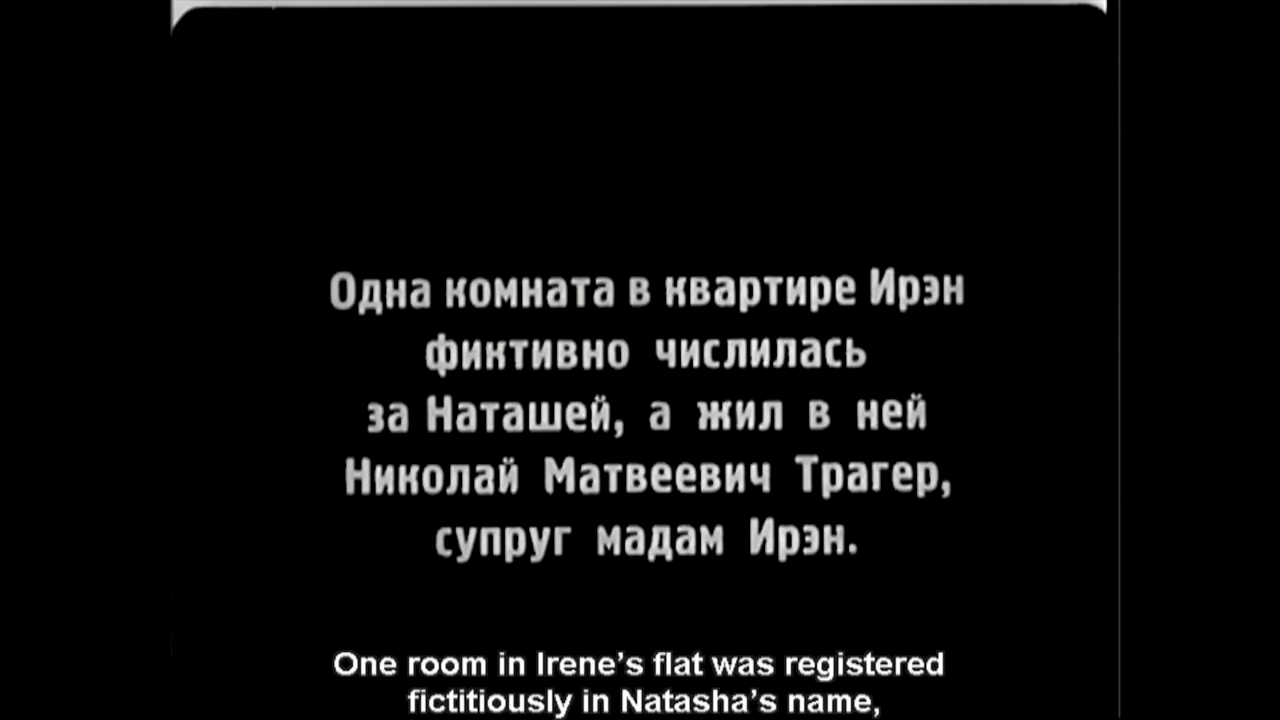 Одна комната в квартире Ирэн
фиктивно числилась
за Наташей, а жил в ней
Николай Матвеевич Трагер,
супруг мадам Ирэн.
One room in Irene’s flat was registered
fictitiously in Natasha’s name,